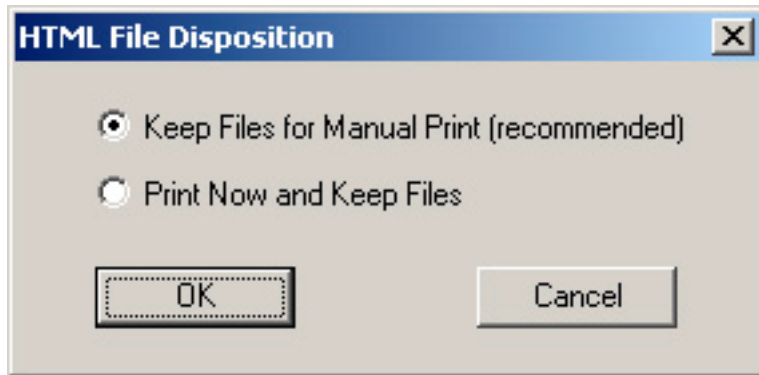 HTML File Disposition
Keep Files for Manual Print (recommended)
Print Now and Keep Files
OK
Cancel